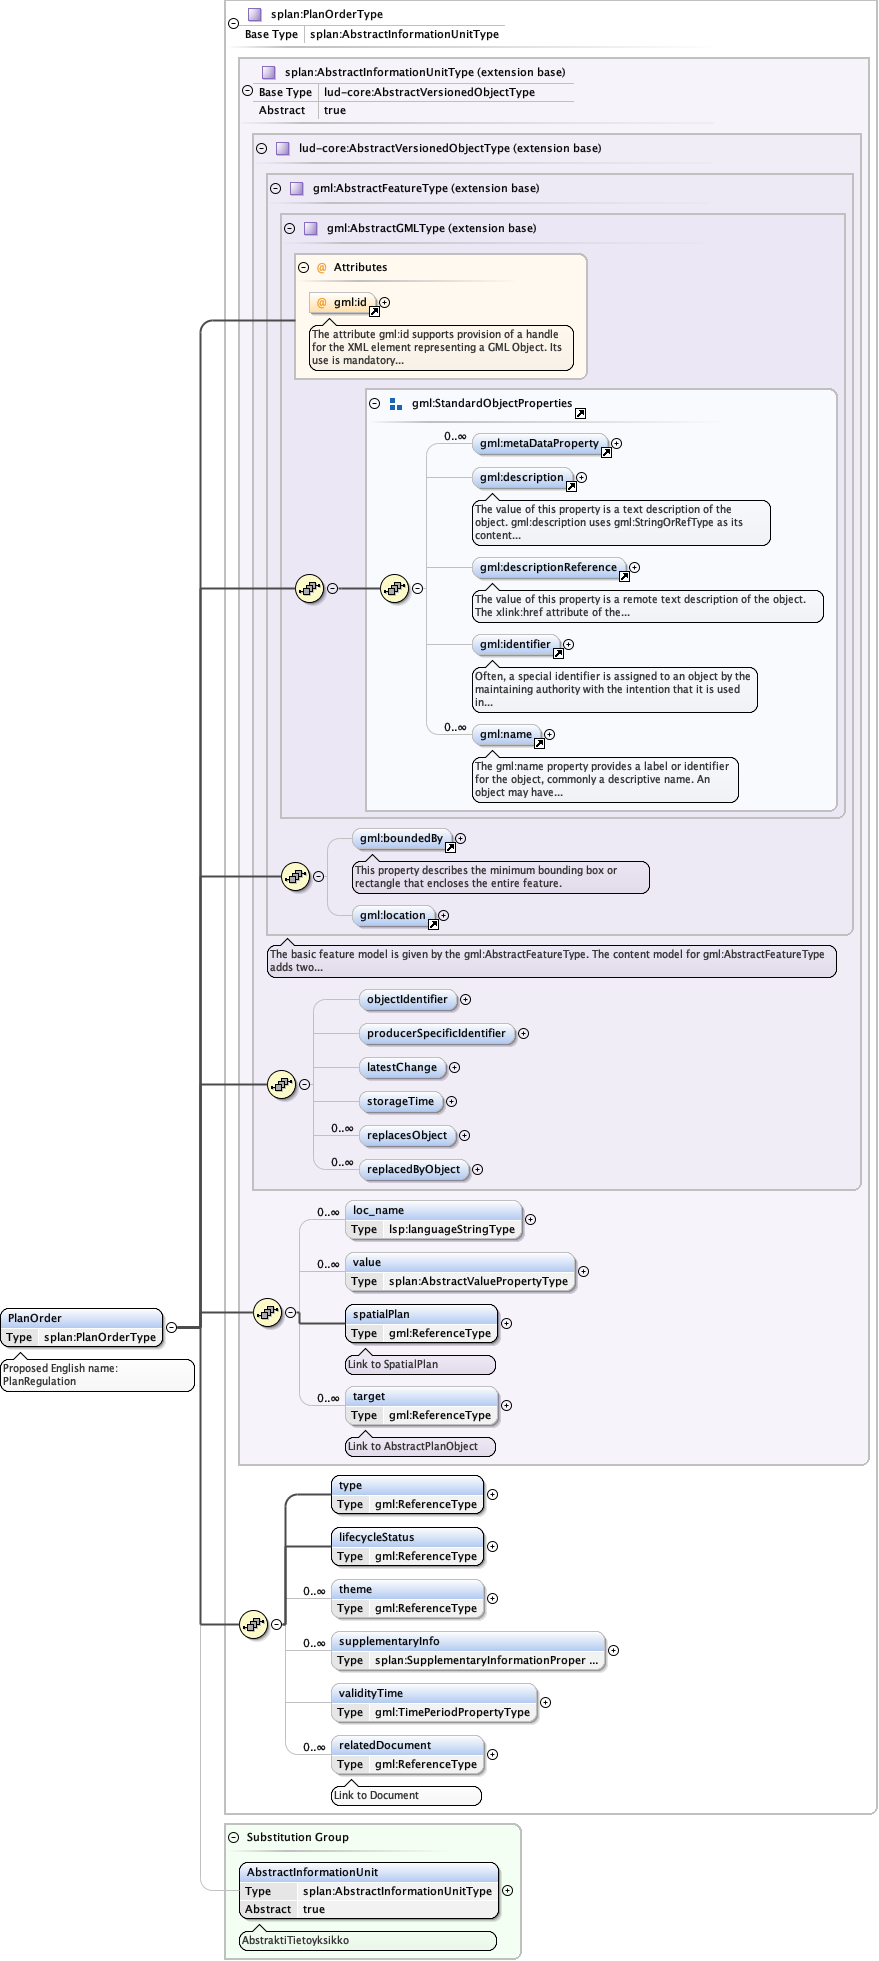 splan:PlanOrderType
Base Type splan:AbstractInformationUnitType
splan:AbstractInformationUnitType (extension base)
Base Type lud-core:AbstractVersionedObjectType
Abstract true
lud-core:AbstractVersionedObjectType (extension base)
gml:AbstractFeatureType (extension base)
gml:AbstractGMLType (extension base)
@ Attributes
@ gml:id
The attribute gml:id supports provision of a handle
for the XML element representing a GML Object. Its
use is mandatory...
gml:StandardObjectProperties
0..∞ gml:metaDataProperty
gml:description
The value of this property is a text description of the
object. gml:description uses gml:StringOrRefType as its
content...
gml:descriptionReference
The value of this property is a remote text description of the object.
The xlink:href attribute of the...
gml:identifier
Often, a special identifier is assigned to an object by the
maintaining authority with the intention that it is used
in...
0..∞ gml:name
The gml:name property provides a label or identifier
for the object, commonly a descriptive name. An
object may have...
gml:boundedBy
This property describes the minimum bounding box or
rectangle that encloses the entire feature.
gml:location
The basic feature model is given by the gml:AbstractFeatureType. The content model for gml:AbstractFeatureType
adds two...
objectIdentifier
producerSpecificIdentifier
latestChange
storageTime
0..∞ replacesObject
0..∞ replacedByObject
0..∞ loc_name
Type lsp:languageStringType
0..∞ value
Type splan:AbstractValuePropertyType
spatialPlan
Type gml:ReferenceType
Link to SpatialPlan
0..∞ target
Type gml:ReferenceType
Link to AbstractPlanObject
PlanOrder
Type splan:PlanOrderType
Proposed English name:
PlanRegulation
type
Type gml:ReferenceType
lifecycleStatus
Type gml:ReferenceType
0..∞ theme
Type gml:ReferenceType
0..∞ supplementaryInfo
Type splan:SupplementaryInformationProper ...
validityTime
Type gml:TimePeriodPropertyType
0..∞ relatedDocument
Type gml:ReferenceType
Link to Document
Substitution Group
AbstractInformationUnit
Type splan:AbstractInformationUnitType
Abstract true
AbstraktiTietoyksikko